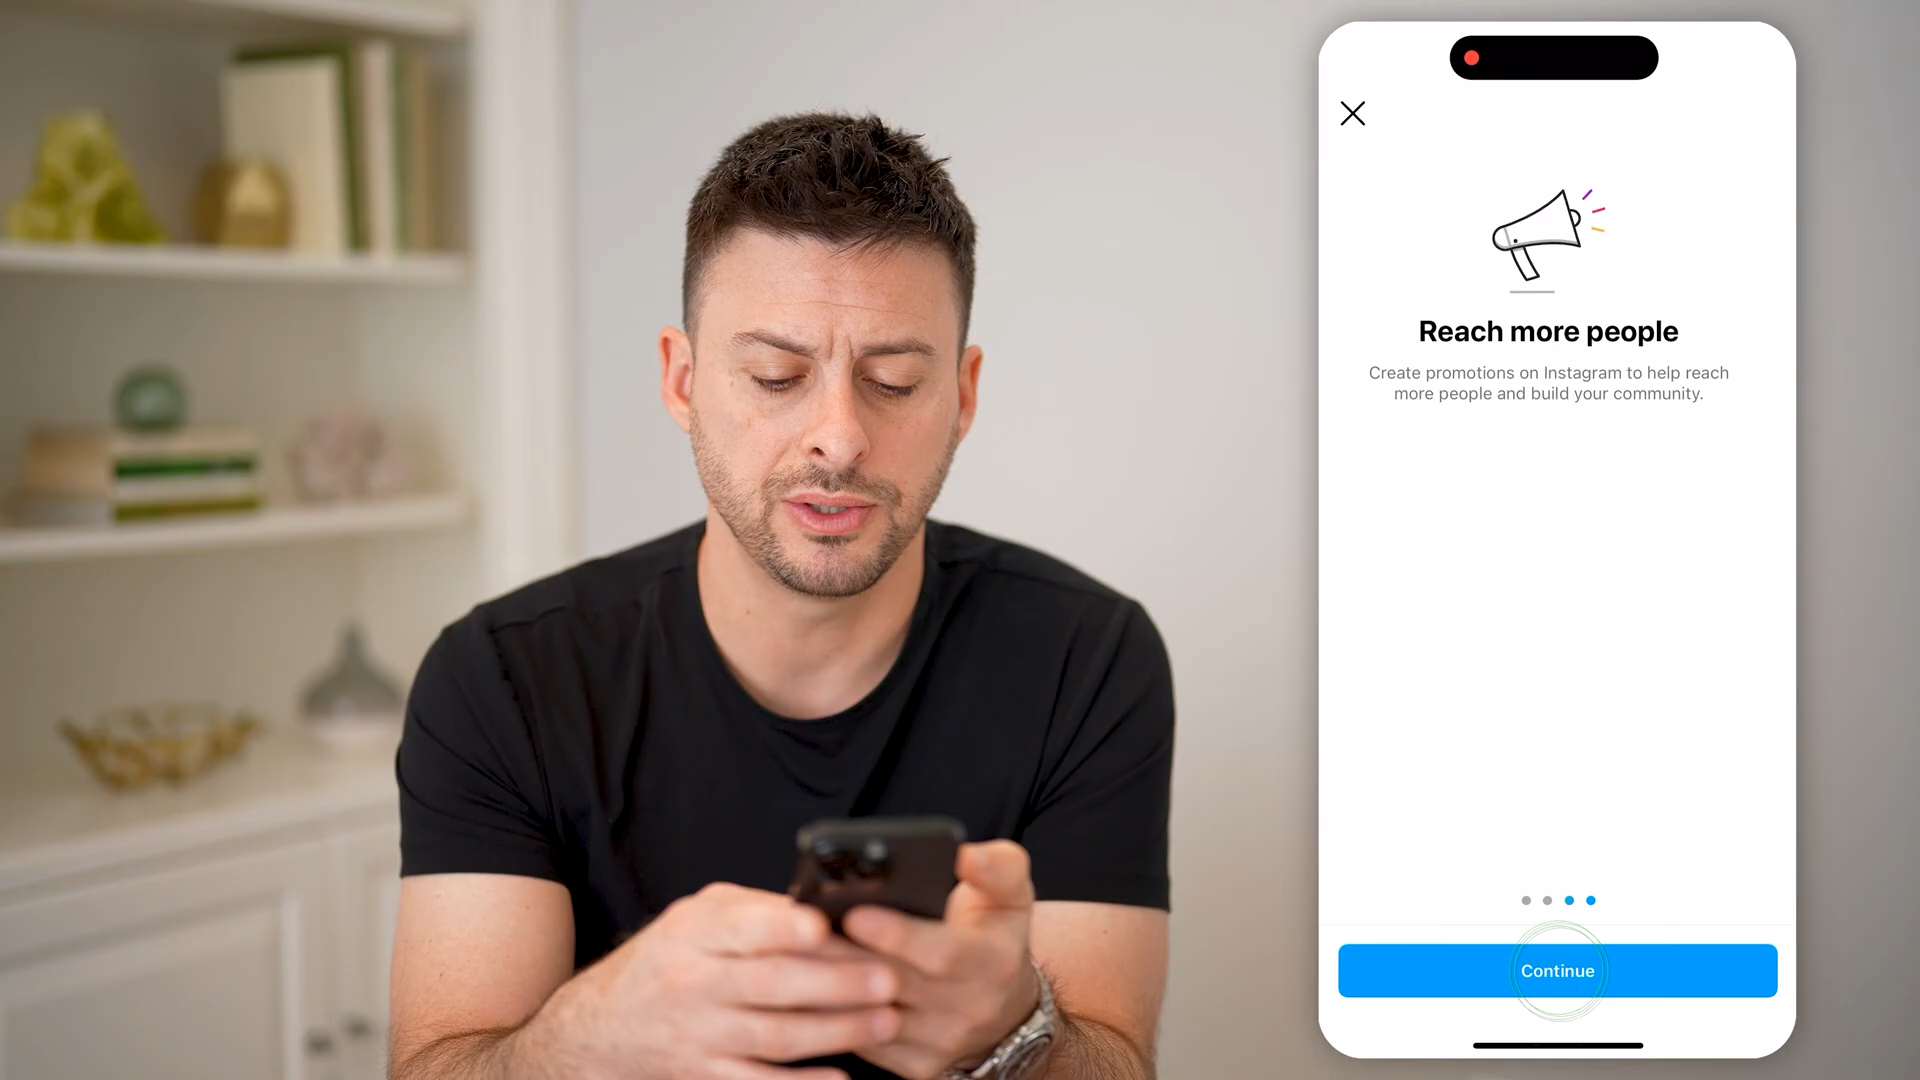 Reach more people
Create promotions on Instagram to help reach
more people and build your community.
Continue